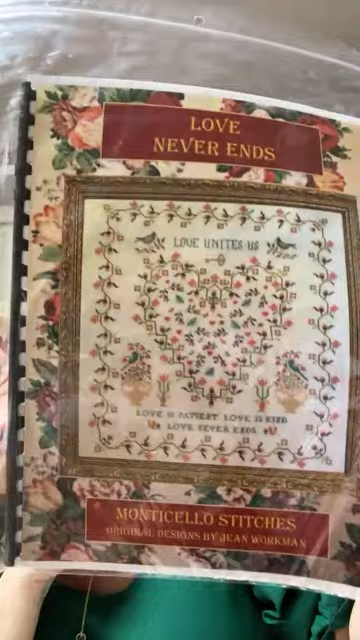 LOVE
NEVER ENDS
LOVE UNITES US
LOVE IS PATIENT LOVE IS KIND
LOVE NEVER ENDS
MONTICELLO STITCHES
ORIGINAL DESIGNS BY JEAN WORKMAN